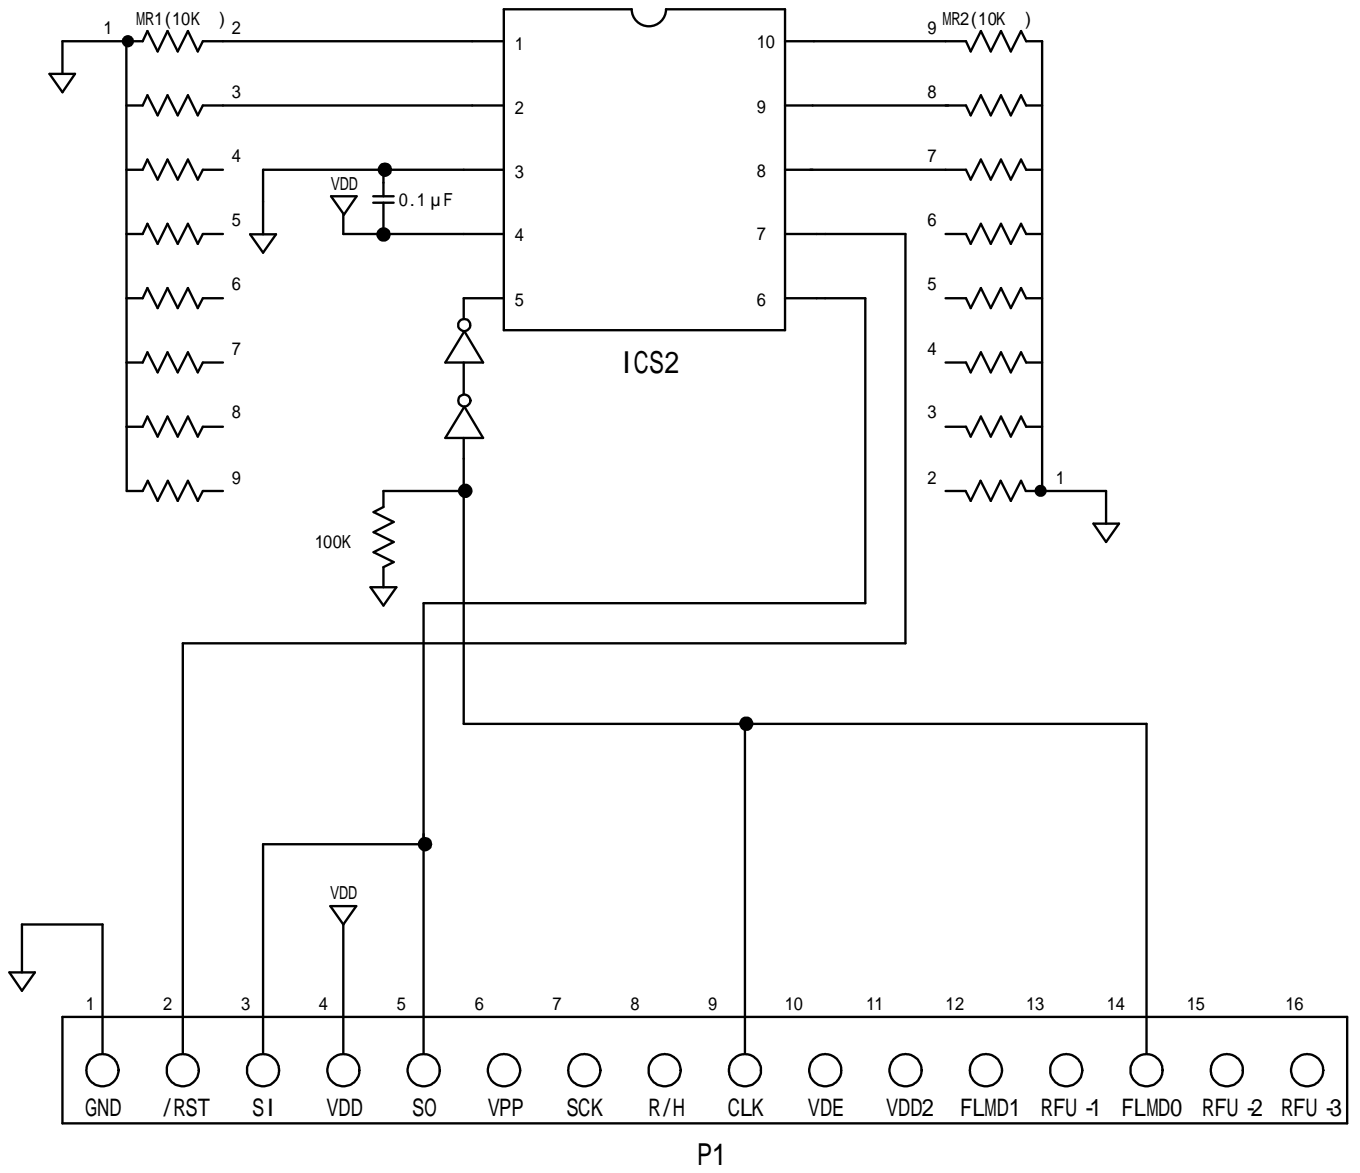 1 MR1(10K ) 2
1 10
9 MR2(10K )
3
2 9
8
4
3 8
7
VDD
0.1μF
5
4 7
6
6
5 6
5
7
ICS2
4
8
3
9
2 1
100K
VDD
1 2 3 4 5 6 7 8 9 10 11 12 13 14 15 16
GND /RST SI VDD SO VPP SCK R/H CLK VDE VDD2 FLMD1 RFU-1 FLMD0 RFU-2 RFU-3
P1